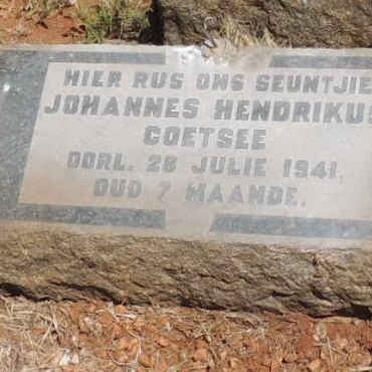 HIER RUS ONS SEUNTJIE
JOHANNES HENDRIKUS
COETSEE
OORL. 28 JULIE 1941.
OUD 7 MAANDE.